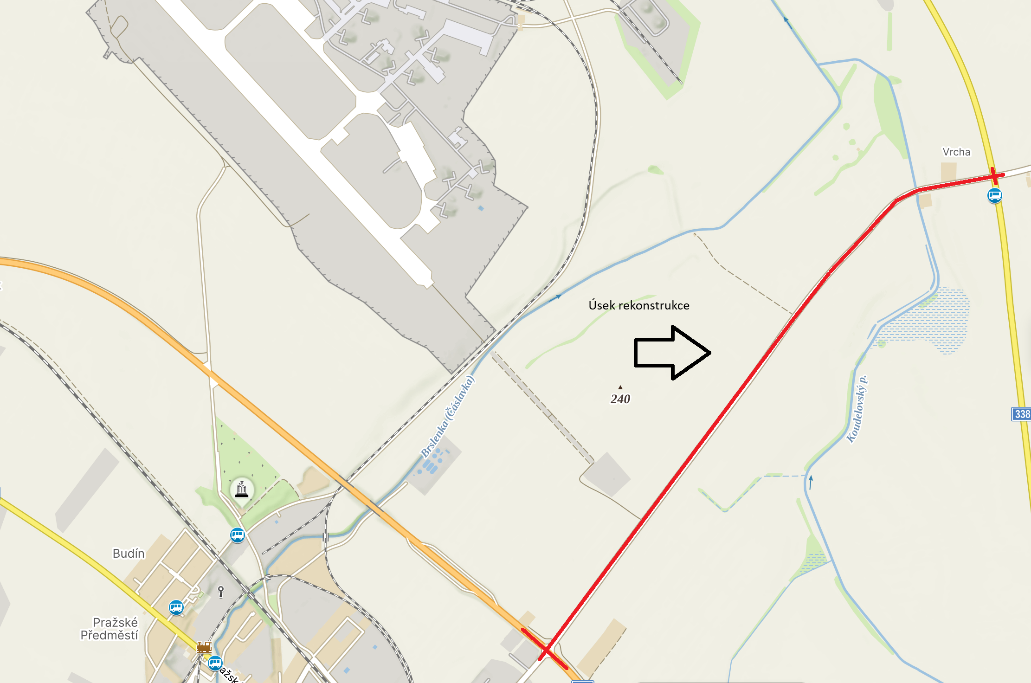 Vrcha
Úsek rekonstrukce
240
338
Brslenka (Čáslavka)
Koudelovský p.
Budín
Pražské
Předměstí